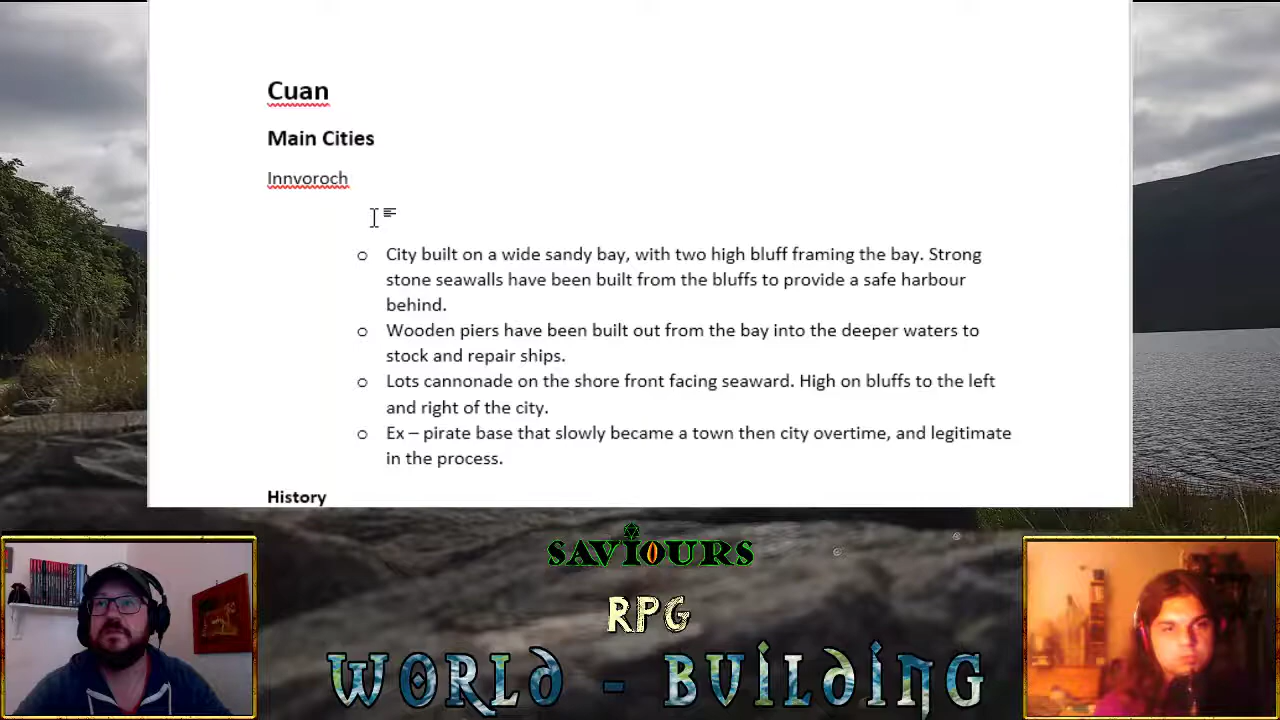 Cuan
Main Cities
Innvoroch
o City built on a wide sandy bay, with two high bluff framing the bay. Strong
stone seawalls have been built from the bluffs to provide a safe harbour
behind.
o Wooden piers have been built out from the bay into the deeper waters to
stock and repair ships.
o Lots cannonade on the shore front facing seaward. High on bluffs to the left
and right of the city.
o Ex – pirate base that slowly became a town then city overtime, and legitimate
in the process.
History
SAVIOURS
RPG
WORLD - BUILDING